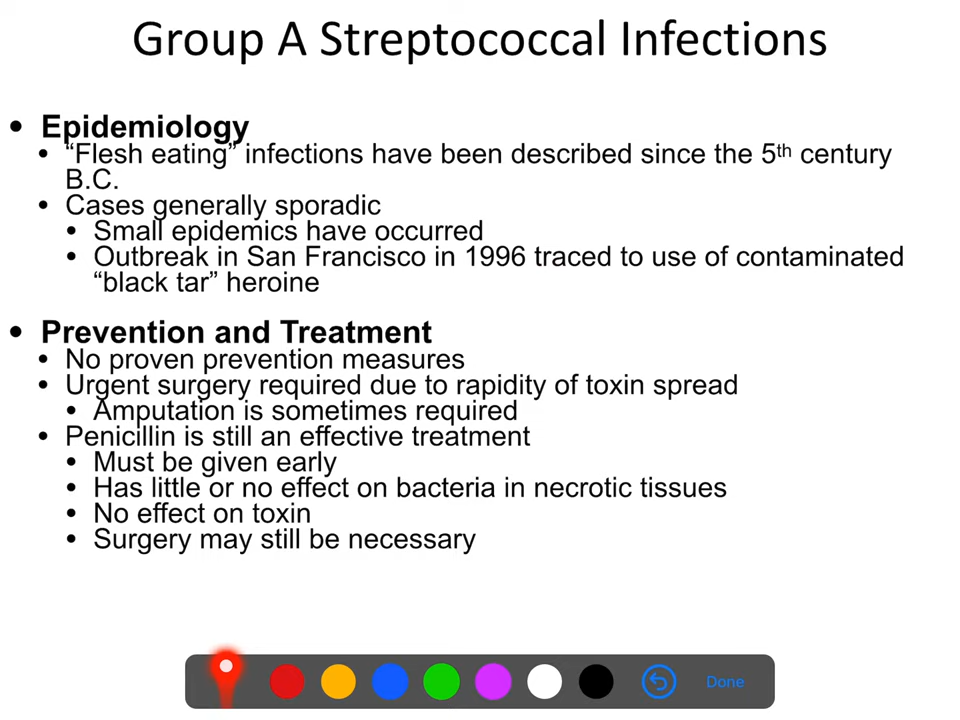 Group A Streptococcal Infections
• Epidemiology
• “Flesh eating” infections have been described since the 5th century
B.C.
• Cases generally sporadic
• Small epidemics have occurred
• Outbreak in San Francisco in 1996 traced to use of contaminated
“black tar” heroine
• Prevention and Treatment
• No proven prevention measures
• Urgent surgery required due to rapidity of toxin spread
• Amputation is sometimes required
• Penicillin is still an effective treatment
• Must be given early
• Has little or no effect on bacteria in necrotic tissues
• No effect on toxin
• Surgery may still be necessary
Done